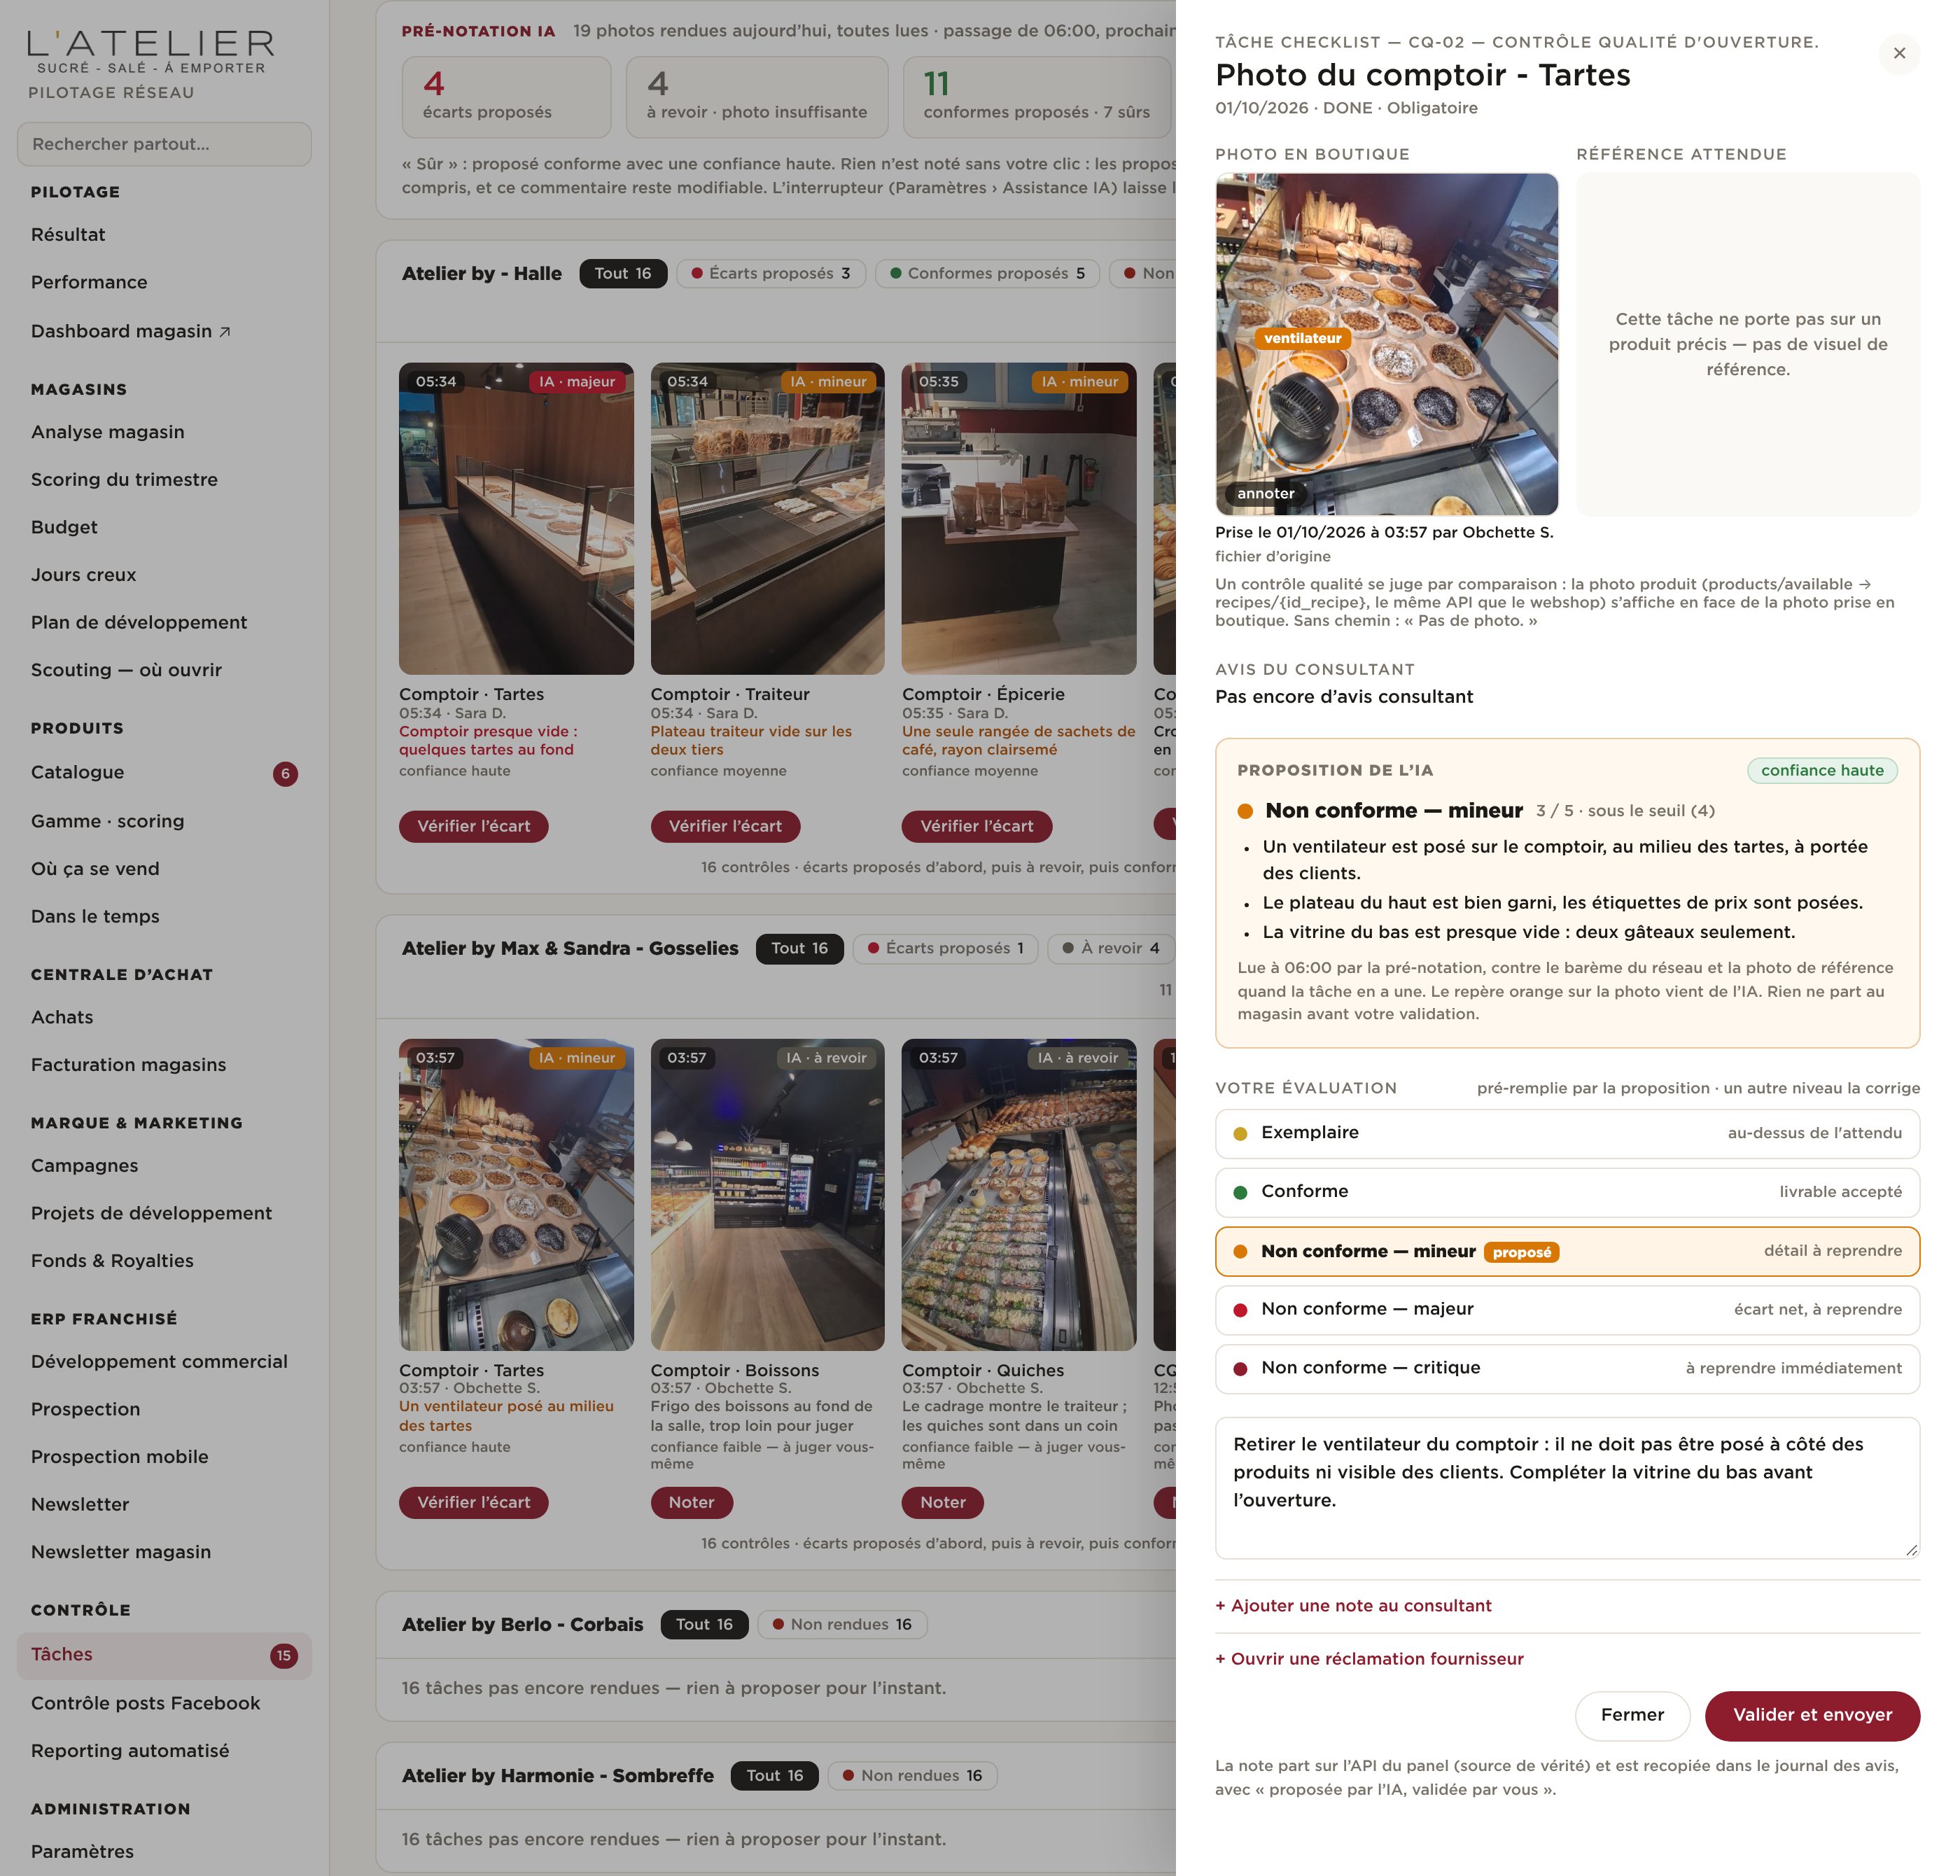 L'ATELIER
SUCRÉ - SALÉ - Á EMPORTER
PILOTAGE RÉSEAU
Rechercher partout...
PILOTAGE
Résultat
Performance
Dashboard magasin ↗
MAGASINS
Analyse magasin
Scoring du trimestre
Budget
Jours creux
Plan de développement
Scouting — où ouvrir
PRODUITS
Catalogue 6
Gamme · scoring
Où ça se vend
Dans le temps
CENTRALE D’ACHAT
Achats
Facturation magasins
MARQUE & MARKETING
Campagnes
Projets de développement
Fonds & Royalties
ERP FRANCHISÉ
Développement commercial
Prospection
Prospection mobile
Newsletter
Newsletter magasin
CONTRÔLE
Tâches 15
Contrôle posts Facebook
Reporting automatisé
ADMINISTRATION
Paramètres
PRÉ-NOTATION IA 19 photos rendues aujourd’hui, toutes lues · passage de 06:00, prochain
4
écarts proposés
4
à revoir · photo insuffisante
11
conformes proposés · 7 sûrs
« Sûr » : proposé conforme avec une confiance haute. Rien n’est noté sans votre clic : les propos
compris, et ce commentaire reste modifiable. L’interrupteur (Paramètres › Assistance IA) laisse l
Atelier by - Halle Tout 16 Écarts proposés 3 Conformes proposés 5 Non
05:34 IA · majeur
05:34 IA · mineur
05:35 IA · mineur
Comptoir · Tartes
05:34 · Sara D.
Comptoir presque vide :
quelques tartes au fond
confiance haute
Vérifier l’écart
Comptoir · Traiteur
05:34 · Sara D.
Plateau traiteur vide sur les
deux tiers
confiance moyenne
Vérifier l’écart
Comptoir · Épicerie
05:35 · Sara D.
Une seule rangée de sachets de
café, rayon clairsemé
confiance moyenne
Vérifier l’écart
Co
05:
Cro
en
con
16 contrôles · écarts proposés d’abord, puis à revoir, puis conform
Atelier by Max & Sandra - Gosselies Tout 16 Écarts proposés 1 À revoir 4
11
03:57 IA · mineur
03:57 IA · à revoir
03:57 IA · à revoir
Comptoir · Tartes
03:57 · Obchette S.
Un ventilateur posé au milieu
des tartes
confiance haute
Vérifier l’écart
Comptoir · Boissons
03:57 · Obchette S.
Frigo des boissons au fond de
la salle, trop loin pour juger
confiance faible — à juger vous-
même
Noter
Comptoir · Quiches
03:57 · Obchette S.
Le cadrage montre le traiteur ;
les quiches sont dans un coin
confiance faible — à juger vous-
même
Noter
CQ
12:5
Pho
pas
con
mê
16 contrôles · écarts proposés d’abord, puis à revoir, puis conform
Atelier by Berlo - Corbais Tout 16 Non rendues 16
16 tâches pas encore rendues — rien à proposer pour l’instant.
Atelier by Harmonie - Sombreffe Tout 16 Non rendues 16
16 tâches pas encore rendues — rien à proposer pour l’instant.
TÂCHE CHECKLIST — CQ-02 — CONTRÔLE QUALITÉ D'OUVERTURE.
Photo du comptoir - Tartes
01/10/2026 · DONE · Obligatoire
PHOTO EN BOUTIQUE
ventilateur
annoter
Prise le 01/10/2026 à 03:57 par Obchette S.
fichier d’origine
RÉFÉRENCE ATTENDUE
Cette tâche ne porte pas sur un
produit précis — pas de visuel de
référence.
Un contrôle qualité se juge par comparaison : la photo produit (products/available →
recipes/{id_recipe}, le même API que le webshop) s’affiche en face de la photo prise en
boutique. Sans chemin : « Pas de photo. »
AVIS DU CONSULTANT
Pas encore d’avis consultant
PROPOSITION DE L’IA confiance haute
Non conforme — mineur 3 / 5 · sous le seuil (4)
• Un ventilateur est posé sur le comptoir, au milieu des tartes, à portée
des clients.
• Le plateau du haut est bien garni, les étiquettes de prix sont posées.
• La vitrine du bas est presque vide : deux gâteaux seulement.
Lue à 06:00 par la pré-notation, contre le barème du réseau et la photo de référence
quand la tâche en a une. Le repère orange sur la photo vient de l’IA. Rien ne part au
magasin avant votre validation.
VOTRE ÉVALUATION pré-remplie par la proposition · un autre niveau la corrige
Exemplaire au-dessus de l'attendu
Conforme livrable accepté
Non conforme — mineur proposé détail à reprendre
Non conforme — majeur écart net, à reprendre
Non conforme — critique à reprendre immédiatement
Retirer le ventilateur du comptoir : il ne doit pas être posé à côté des
produits ni visible des clients. Compléter la vitrine du bas avant
l’ouverture.
+ Ajouter une note au consultant
+ Ouvrir une réclamation fournisseur
Fermer Valider et envoyer
La note part sur l’API du panel (source de vérité) et est recopiée dans le journal des avis,
avec « proposée par l’IA, validée par vous ».